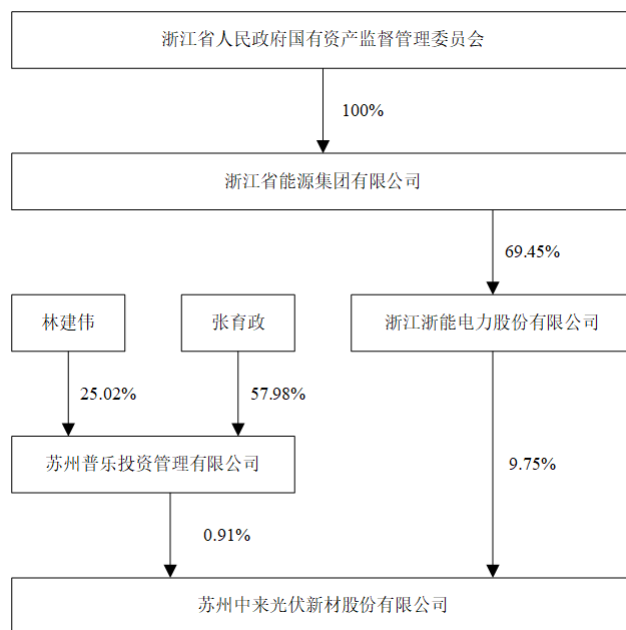 浙江省人民政府国有资产监督管理委员会
100%
浙江省能源集团有限公司
69.45%
林建伟
张育政
浙江浙能电力股份有限公司
25.02%
57.98%
苏州普乐投资管理有限公司
9.75%
0.91%
苏州中来光伏新材股份有限公司